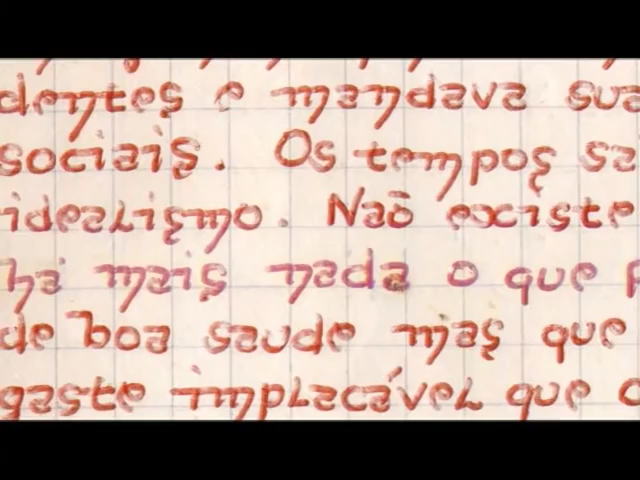 dentes e mandava sua
sociais. Os tempos sa
idealismo. Não existe
há mais nada o que p
de boa saude mas que
gaste implacável que o